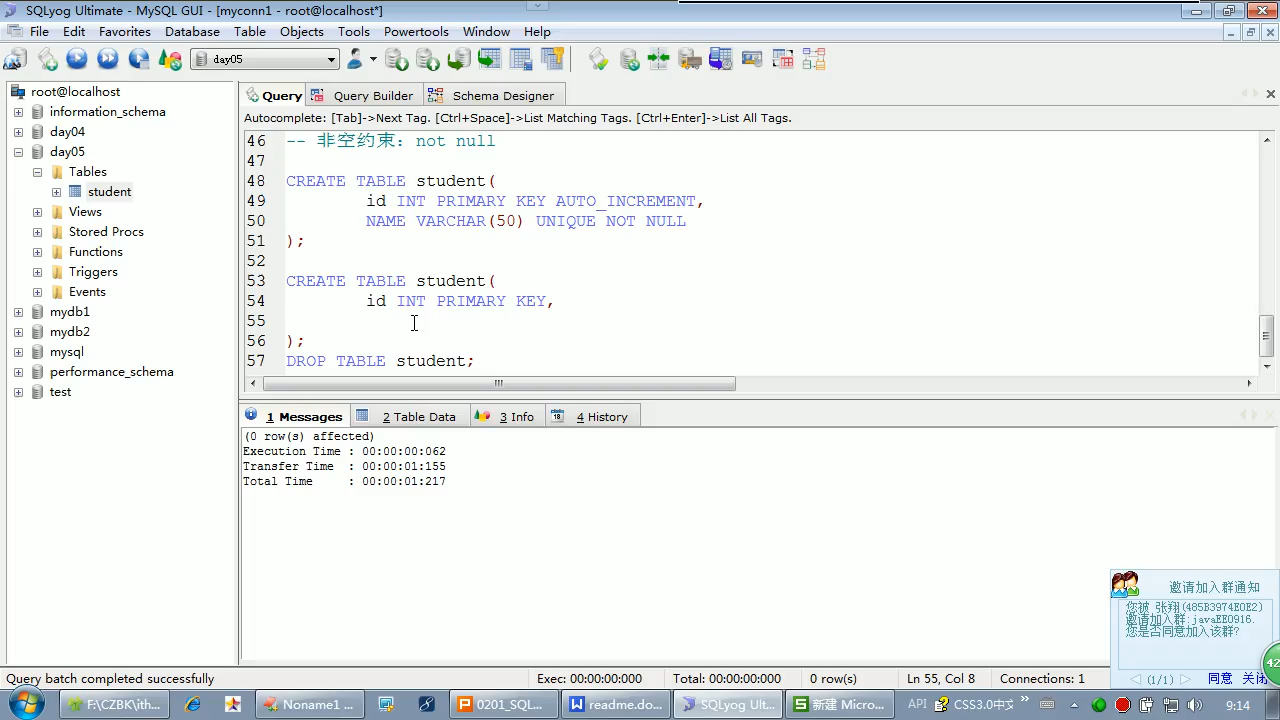 SQLyog Ultimate - MySQL GUI - [myconn1 - root@localhost*]
File Edit Favorites Database Table Objects Tools Powertools Window Help
day05
root@localhost
information_schema
day04
day05
Tables
student
Views
Stored Procs
Functions
Triggers
Events
mydb1
mydb2
mysql
performance_schema
test
Query Query Builder Schema Designer
Autocomplete: [Tab]->Next Tag. [Ctrl+Space]->List Matching Tags. [Ctrl+Enter]->List All Tags.
46 -- 非空约束：not null
47
48 CREATE TABLE student(
49 id INT PRIMARY KEY AUTO_INCREMENT,
50 NAME VARCHAR(50) UNIQUE NOT NULL
51 );
52
53 CREATE TABLE student(
54 id INT PRIMARY KEY,
55
56 );
57 DROP TABLE student;
1 Messages 2 Table Data 3 Info 4 History
(0 row(s) affected)
Execution Time : 00:00:00:062
Transfer Time : 00:00:01:155
Total Time : 00:00:01:217
邀请加入群通知
您被 张翔(485B3974E0E2)
邀请加入群:javaEE0916.
您是否同意加入该群?
(1/1) 同意 关闭
42
Query batch completed successfully Exec: 00:00:00:000 Total: 00:00:00:000 0 row(s) Ln 55, Col 8 Connections: 1
F:\CZBK\ith... Noname1 ... 0201_SQL... readme.do... SQLyog Ult... 新建 Micro... API CSS3.0中文 9:14